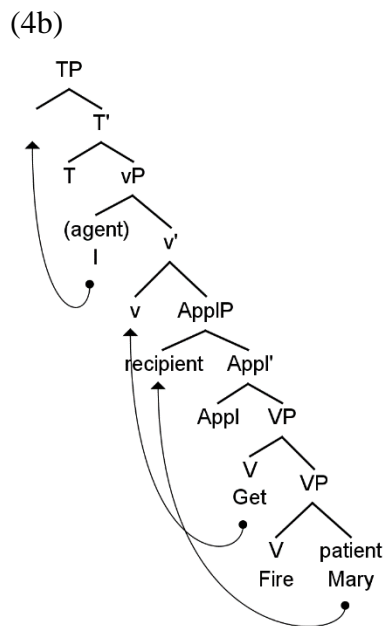 (4b)
TP
T'
T vP
(agent)
I
v'
v ApplP
recipient Appl'
Appl VP
V VP
Get
V patient
Fire Mary